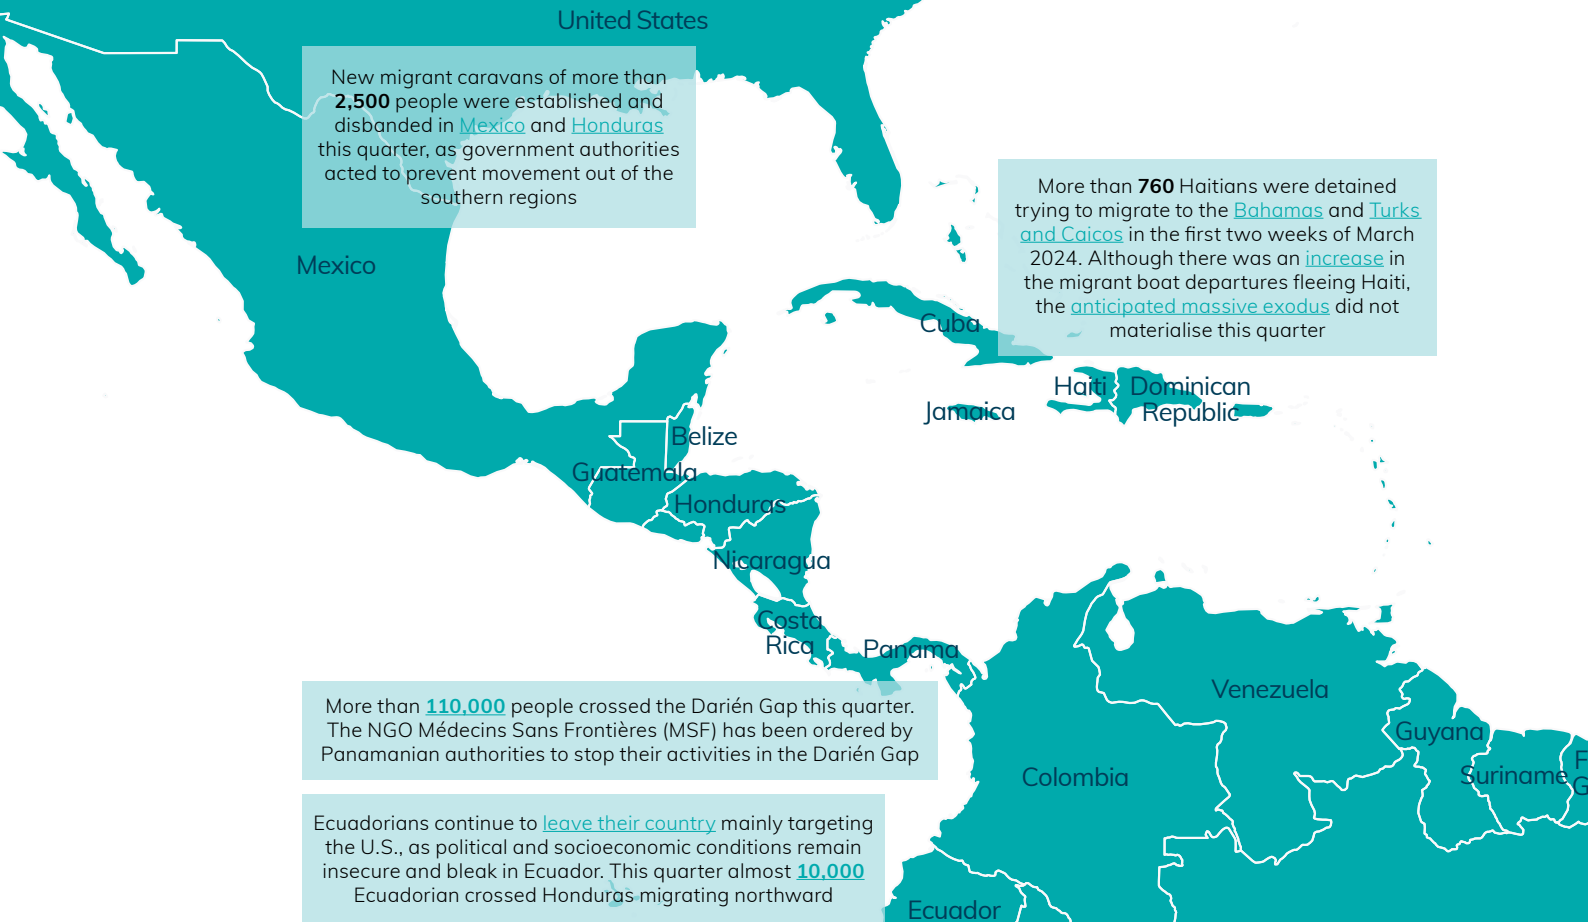 United States
New migrant caravans of more than
2,500 people were established and
disbanded in Mexico and Honduras
this quarter, as government authorities
acted to prevent movement out of the
southern regions
More than 760 Haitians were detained
trying to migrate to the Bahamas and Turks
and Caicos in the first two weeks of March
2024. Although there was an increase in
the migrant boat departures fleeing Haiti,
the anticipated massive exodus did not
materialise this quarter
Mexico
Cuba
Haiti
Dominican
Republic
Jamaica
Belize
Guatemala
Honduras
Nicaragua
Costa
Rica
Panama
Venezuela
Guyana
Suriname
F
G
Colombia
More than 110,000 people crossed the Darién Gap this quarter.
The NGO Médecins Sans Frontières (MSF) has been ordered by
Panamanian authorities to stop their activities in the Darién Gap
Ecuadorians continue to leave their country mainly targeting
the U.S., as political and socioeconomic conditions remain
insecure and bleak in Ecuador. This quarter almost 10,000
Ecuadorian crossed Honduras migrating northward
Ecuador